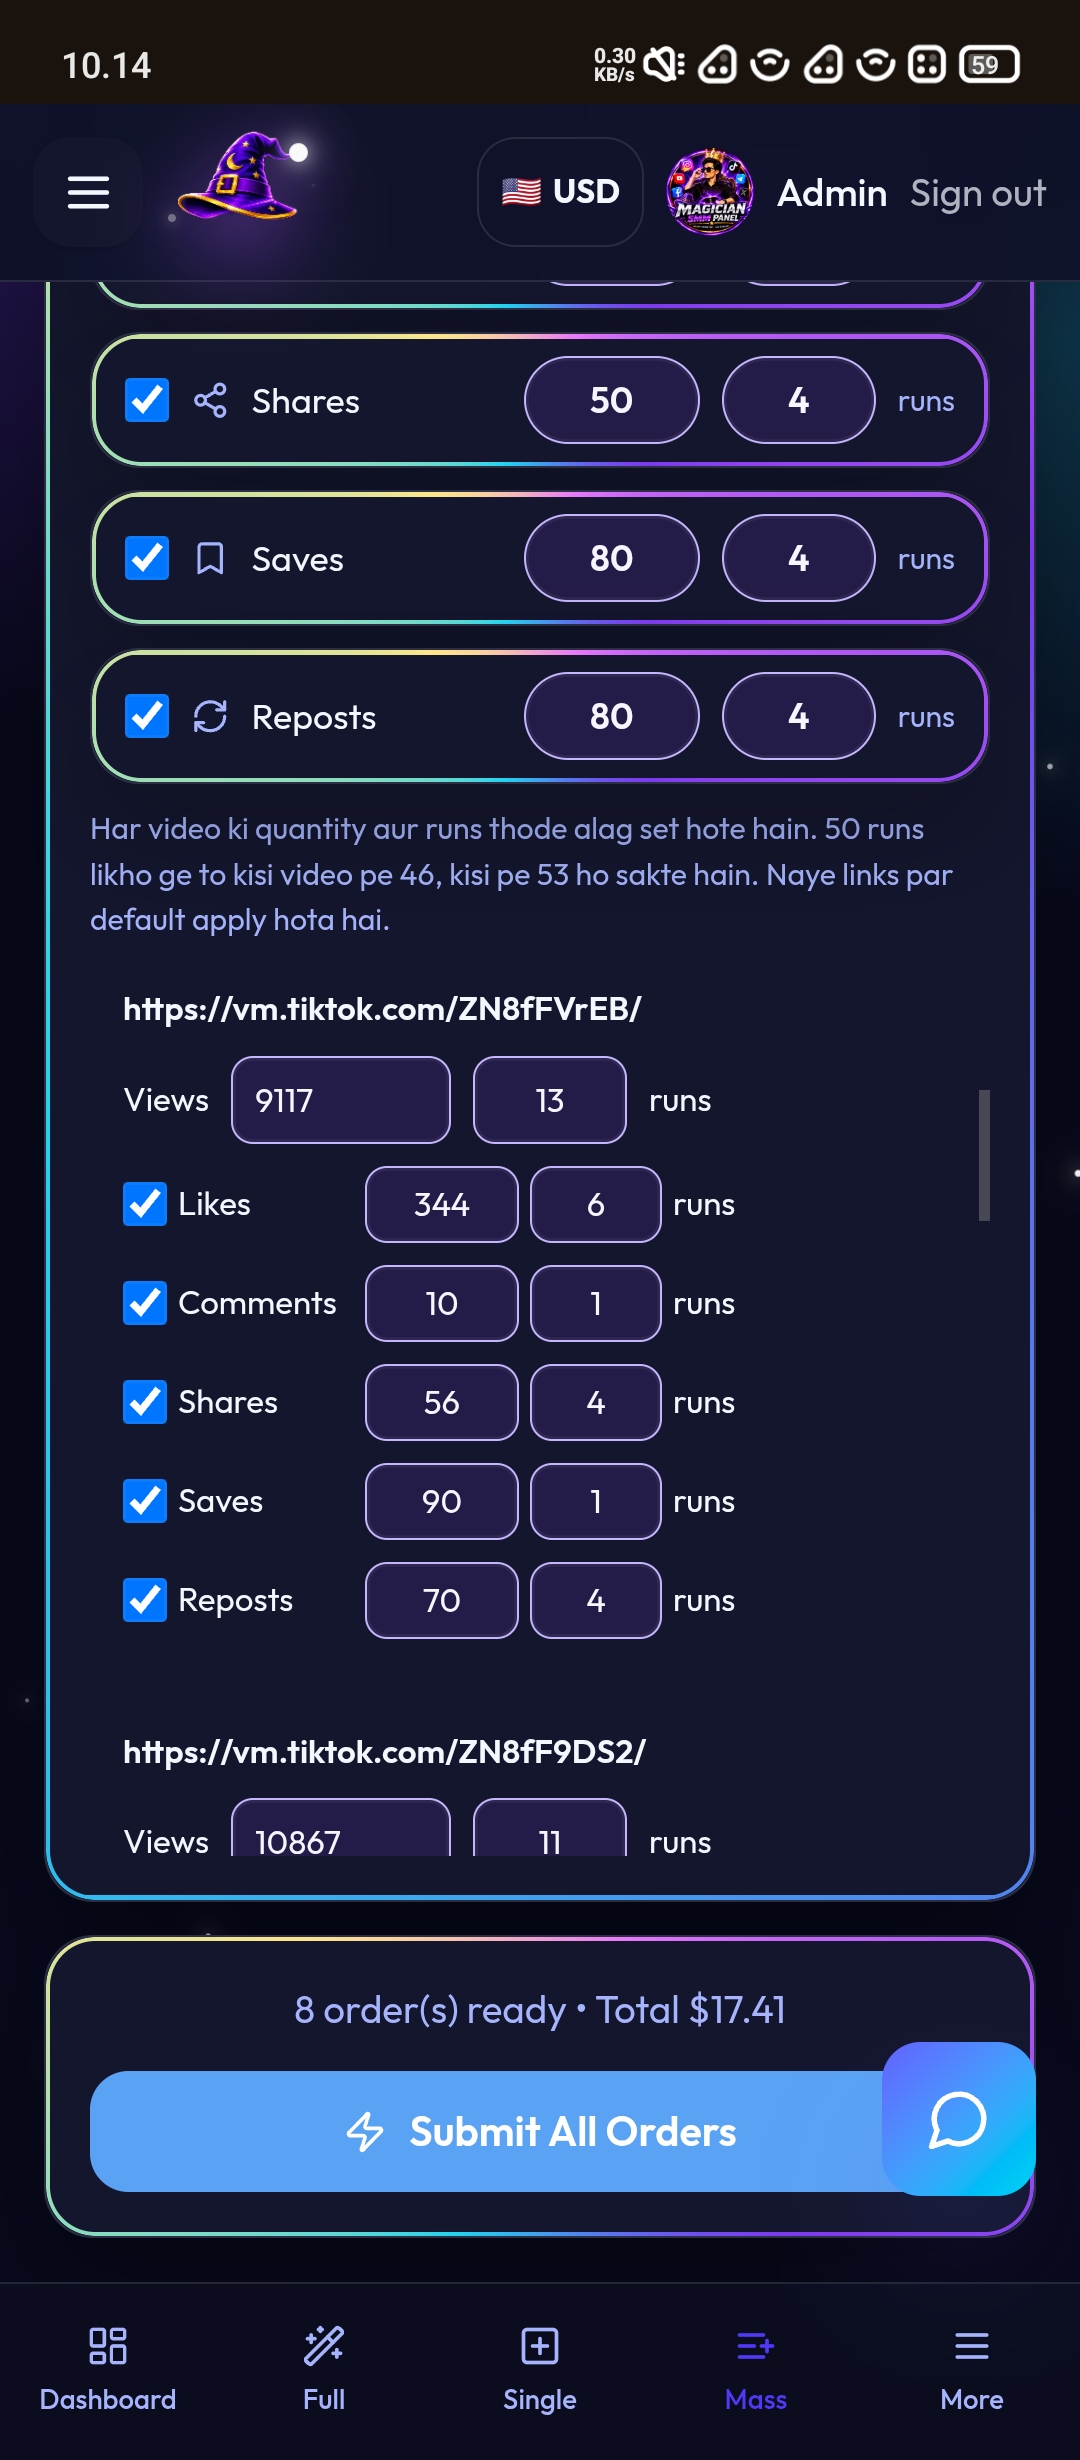 10.14
0.30
KB/s
59
USD
MAGICIAN
SMM PANEL
Admin
Sign out
Shares 50 4 runs
Saves 80 4 runs
Reposts 80 4 runs
Har video ki quantity aur runs thode alag set hote hain. 50 runs
likho ge to kisi video pe 46, kisi pe 53 ho sakte hain. Naye links par
default apply hota hai.
https://vm.tiktok.com/ZN8fFVrEB/
Views 9117 13 runs
Likes 344 6 runs
Comments 10 1 runs
Shares 56 4 runs
Saves 90 1 runs
Reposts 70 4 runs
https://vm.tiktok.com/ZN8fF9DS2/
Views 10867 11 runs
8 order(s) ready • Total $17.41
Submit All Orders
Dashboard Full Single Mass More